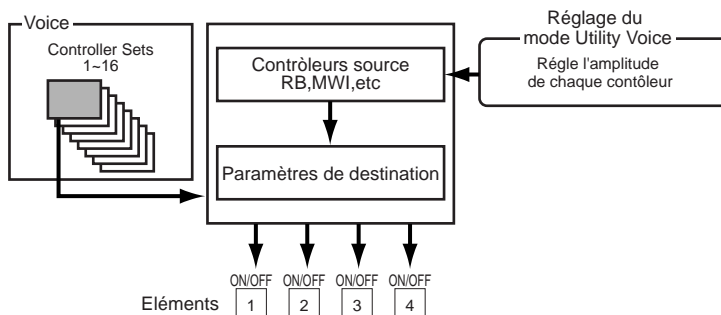 Voice
Controller Sets
1~16
Contrôleurs source
RB,MWI,etc
Paramètres de destination
Réglage du
mode Utility Voice
Régle l'amplitude
de chaque contôleur
ON/OFF ON/OFF ON/OFF ON/OFF
Eléments 1 2 3 4